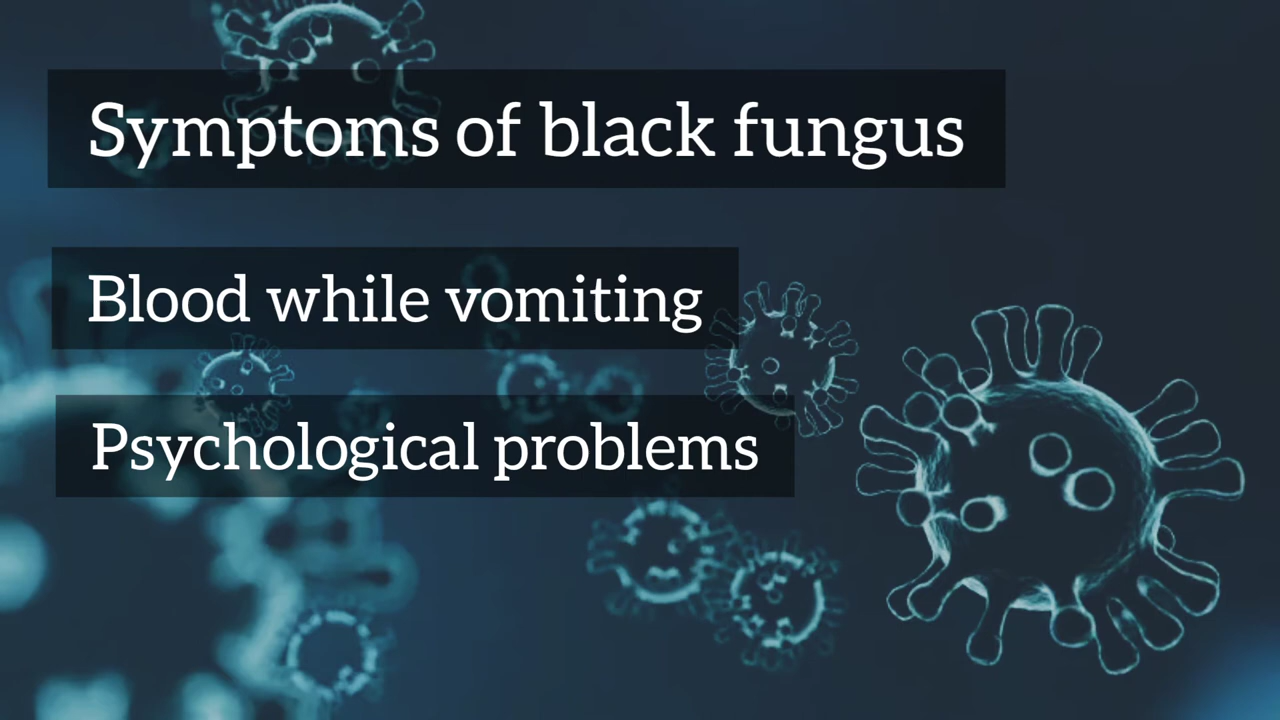 Symptoms of black fungus
Blood while vomiting
Psychological problems